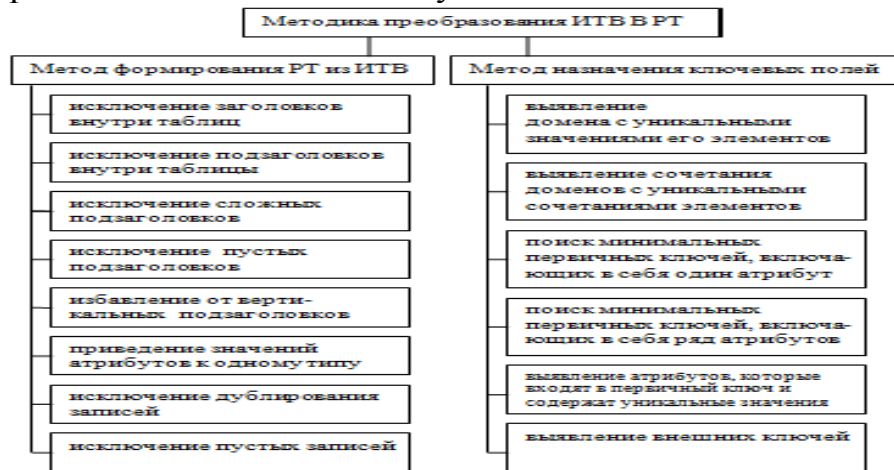 Методика преобразования ИТВ В РТ
Метод формирования РТ из ИТВ
исключение заголовков
внутри таблиц
исключение подзаголовков
внутри таблицы
исключение сложных
подзаголовков
исключение пустых
подзаголовков
избавление от верти-
кальных подзаголовков
приведение значений
атрибутов к одному типу
исключение дублирования
записей
исключение пустых записей
Метод назначения ключевых полей
выявление
домена с уникальными
значениями его элементов
выявление сочетания
доменов с уникальными
сочетаниями элементов
поиск минимальных
первичных ключей, включа-
ющих в себя один атрибут
поиск минимальных
первичных ключей, включа-
ющих в себя ряд атрибутов
выявление атрибутов, которые
входят в первичный ключ и
содержат уникальные значения
выявление внешних ключей